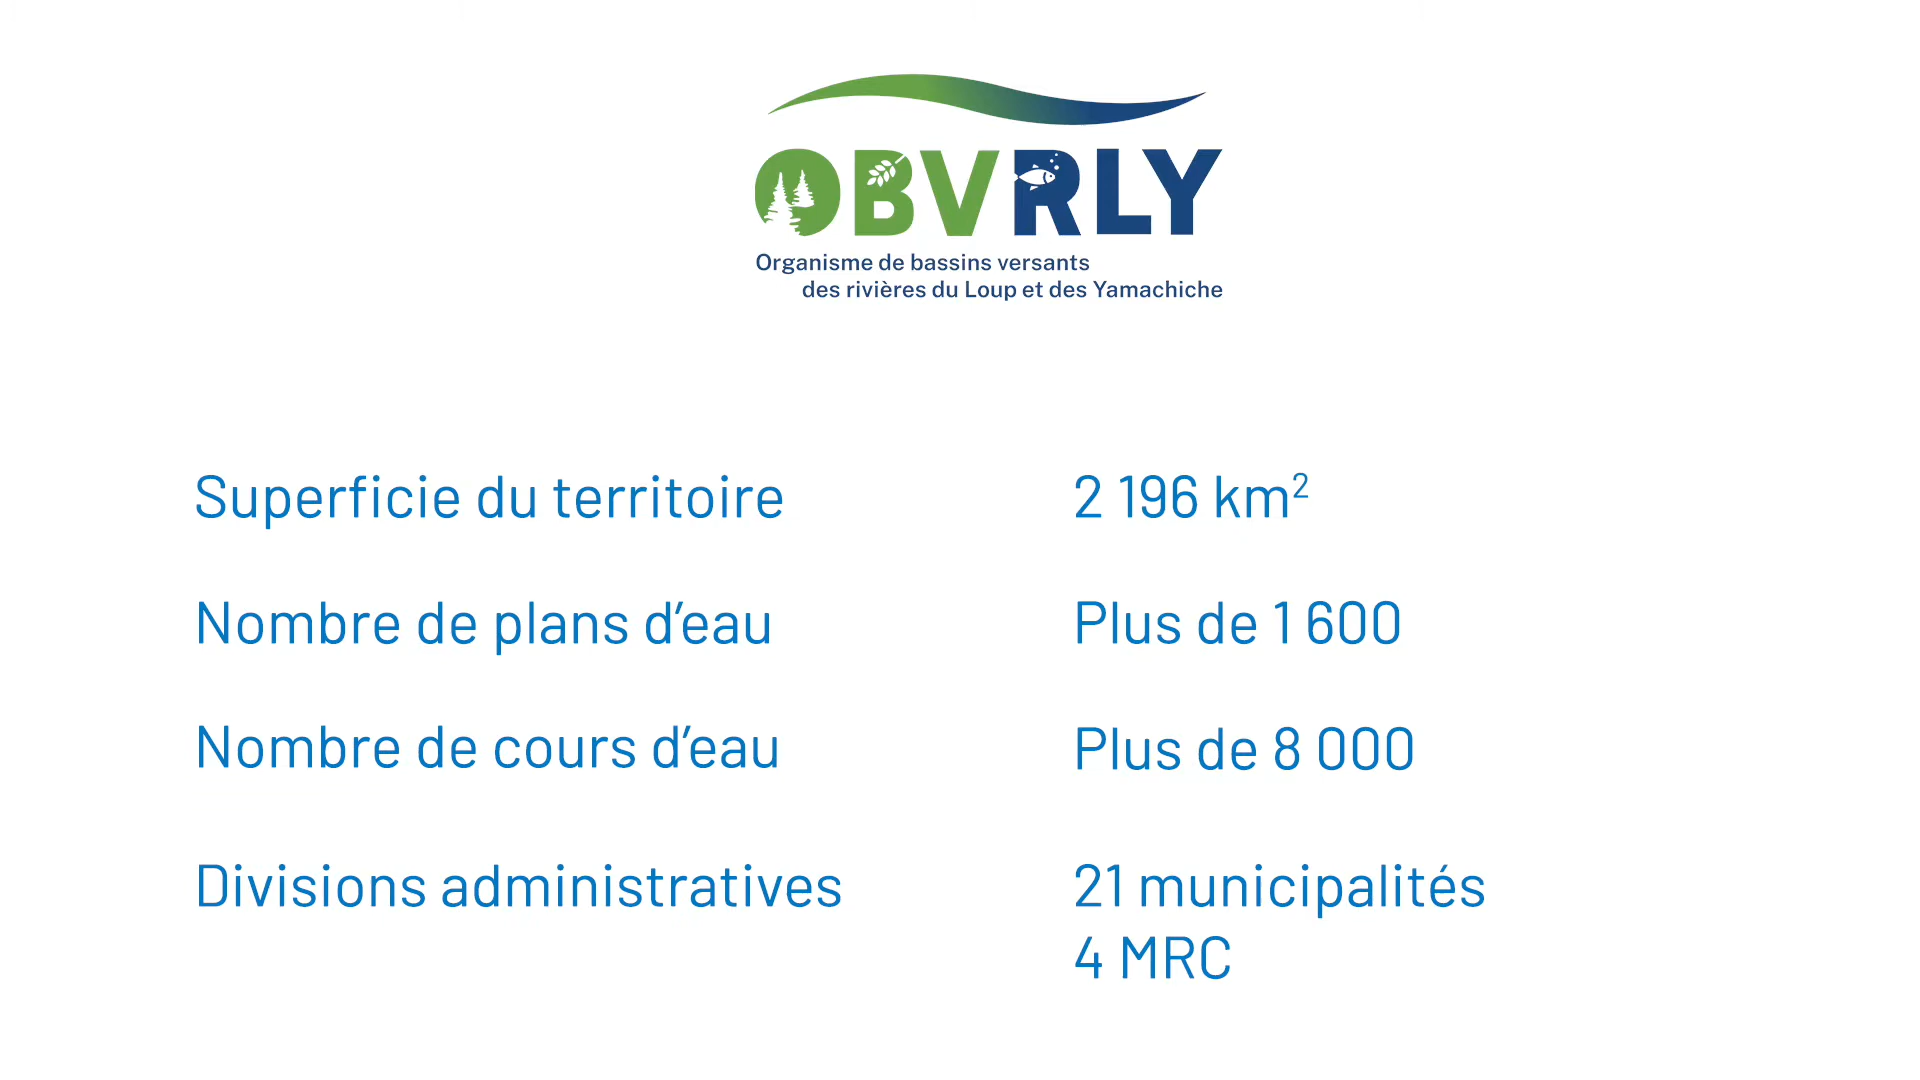 OBVRLY
Organisme de bassins versants
des rivières du Loup et des Yamachiche
Superficie du territoire 2 196 km²
Nombre de plans d’eau Plus de 1 600
Nombre de cours d’eau Plus de 8 000
Divisions administratives 21 municipalités
4 MRC